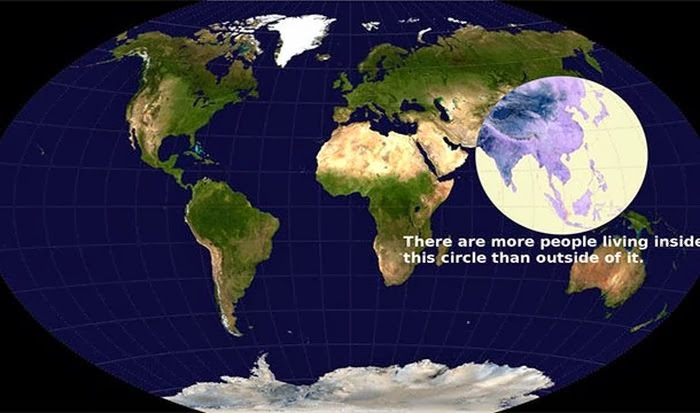 There are more people living inside
this circle than outside of it.